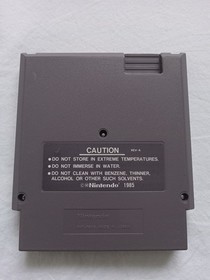 CAUTION
REV-A
●DO NOT STORE IN EXTREME TEMPERATURES.
●DO NOT IMMERSE IN WATER.
●DO NOT CLEAN WITH BENZENE, THINNER,
ALCOHOL OR OTHER SUCH SOLVENTS.
©®Nintendo 1985